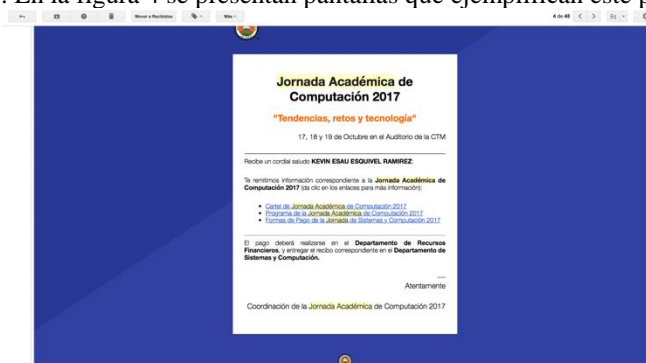 . En la figura 4 se presentan pantallas que ejemplifican este p
Mover a Recibidos
Más
4 de 48
Es
Jornada Académica de
Computación 2017
"Tendencias, retos y tecnología"
17, 18 y 19 de Octubre en el Auditorio de la CTM
Recibe un cordial saludo KEVIN ESAU ESQUIVEL RAMIREZ:
Te remitimos información correspondiente a la Jornada Académica de
Computación 2017 (da clic en los enlaces para más información):
Cartel de Jornada Académica de Computación 2017
Programa de la Jornada Académica de Computación 2017
Formas de Pago de la Jornada de Sistemas y Computación 2017
El pago deberá realizarse en el Departamento de Recursos
Financieros, y entregar el recibo correspondiente en el Departamento de
Sistemas y Computación.
----
Atentamente
Coordinación de la Jornada Académica de Computación 2017